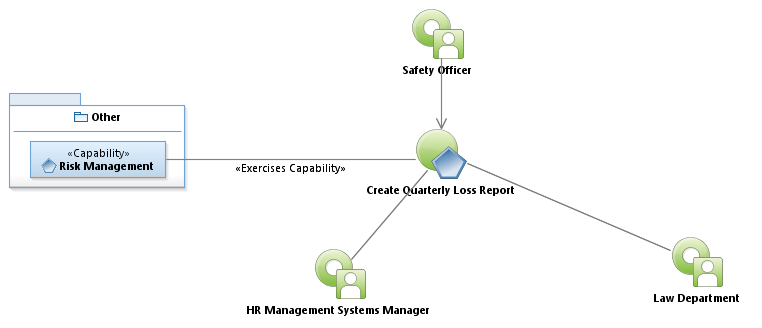 Safety Officer
Other
«Capability»
Risk Management
«Exercises Capability»
Create Quarterly Loss Report
HR Management Systems Manager
Law Department